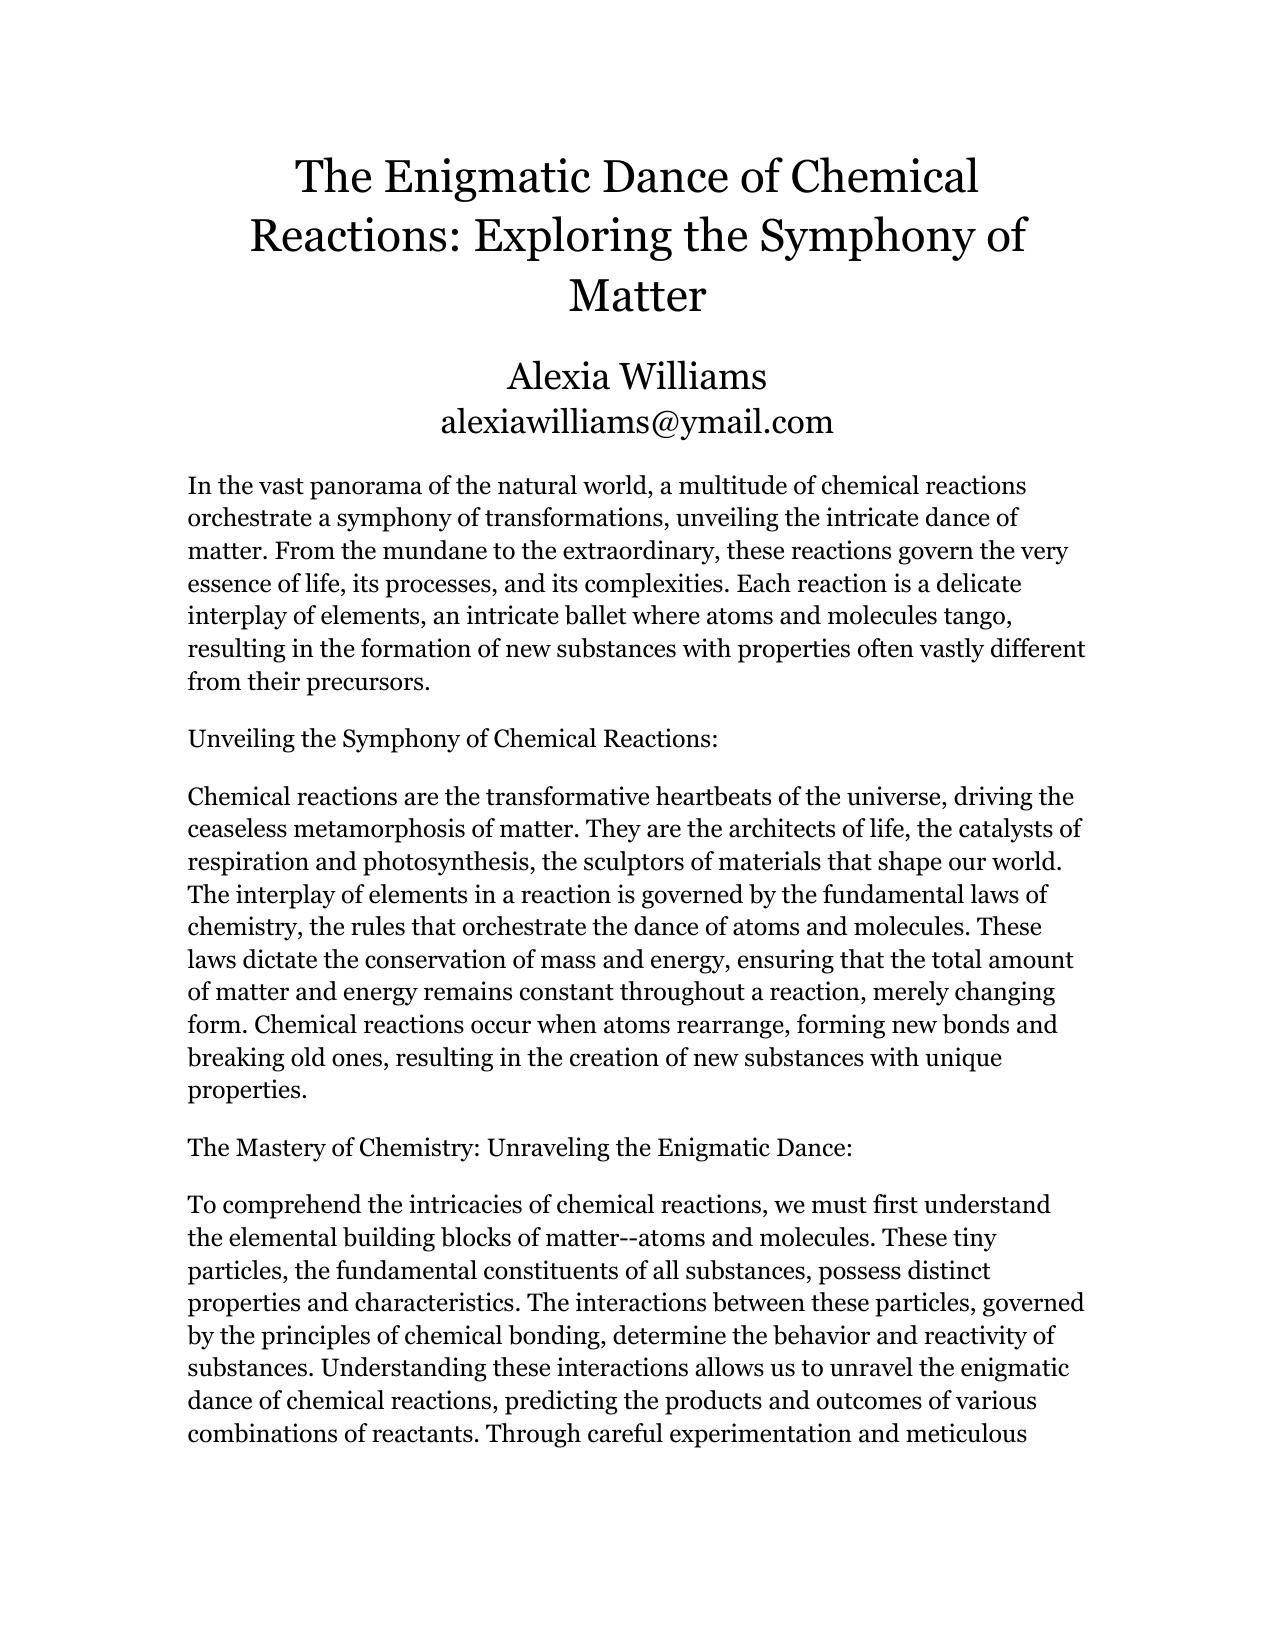 The Enigmatic Dance of Chemical
Reactions: Exploring the Symphony of
Matter
Alexia Williams
alexiawilliams@ymail.com
In the vast panorama of the natural world, a multitude of chemical reactions
orchestrate a symphony of transformations, unveiling the intricate dance of
matter. From the mundane to the extraordinary, these reactions govern the very
essence of life, its processes, and its complexities. Each reaction is a delicate
interplay of elements, an intricate ballet where atoms and molecules tango,
resulting in the formation of new substances with properties often vastly different
from their precursors.
Unveiling the Symphony of Chemical Reactions:
Chemical reactions are the transformative heartbeats of the universe, driving the
ceaseless metamorphosis of matter. They are the architects of life, the catalysts of
respiration and photosynthesis, the sculptors of materials that shape our world.
The interplay of elements in a reaction is governed by the fundamental laws of
chemistry, the rules that orchestrate the dance of atoms and molecules. These
laws dictate the conservation of mass and energy, ensuring that the total amount
of matter and energy remains constant throughout a reaction, merely changing
form. Chemical reactions occur when atoms rearrange, forming new bonds and
breaking old ones, resulting in the creation of new substances with unique
properties.
The Mastery of Chemistry: Unraveling the Enigmatic Dance:
To comprehend the intricacies of chemical reactions, we must first understand
the elemental building blocks of matter--atoms and molecules. These tiny
particles, the fundamental constituents of all substances, possess distinct
properties and characteristics. The interactions between these particles, governed
by the principles of chemical bonding, determine the behavior and reactivity of
substances. Understanding these interactions allows us to unravel the enigmatic
dance of chemical reactions, predicting the products and outcomes of various
combinations of reactants. Through careful experimentation and meticulous